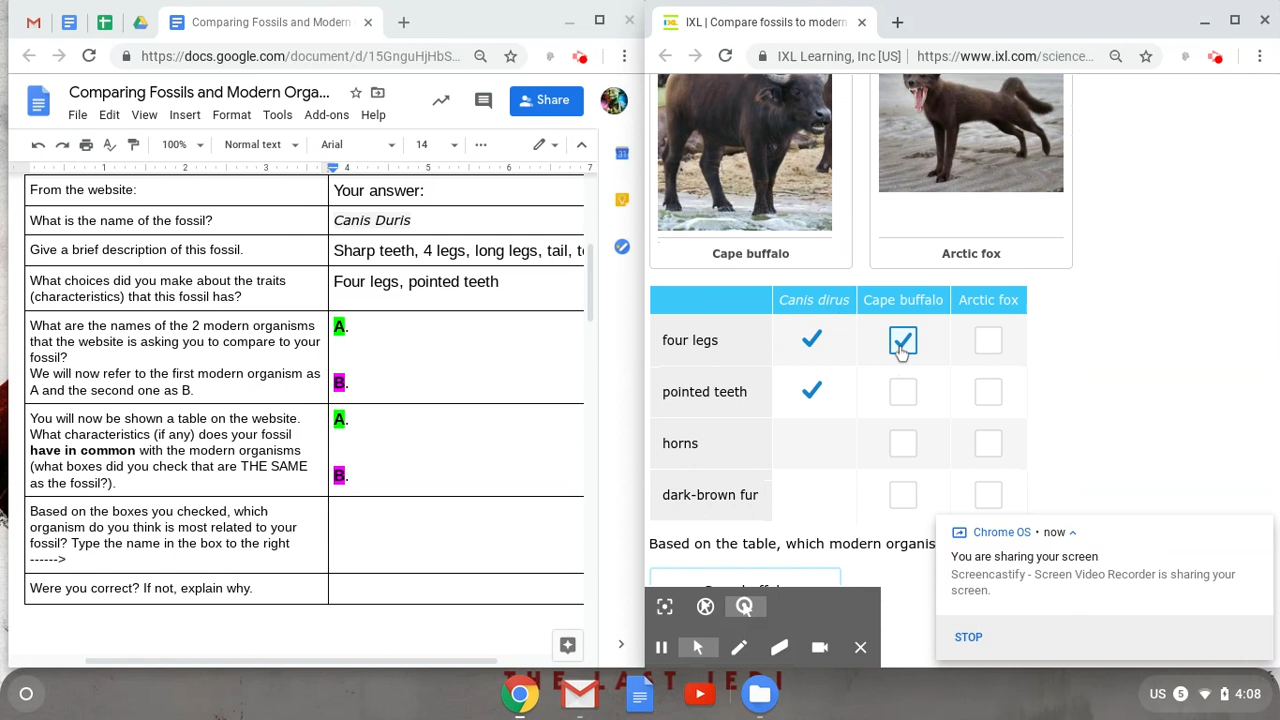 Comparing Fossils and Modern
https://docs.google.com/document/d/15GnguHjHbS...
Comparing Fossils and Modern Orga...
Share
File Edit View Insert Format Tools Add-ons Help
100% Normal text Arial 14
1 2 3 4 5 6 7
From the website:
Your answer:
What is the name of the fossil?
Canis Duris
Give a brief description of this fossil.
Sharp teeth, 4 legs, long legs, tail, t
What choices did you make about the traits
(characteristics) that this fossil has?
Four legs, pointed teeth
What are the names of the 2 modern organisms
that the website is asking you to compare to your
fossil?
We will now refer to the first modern organism as
A and the second one as B.
A.
B.
You will now be shown a table on the website.
What characteristics (if any) does your fossil
have in common with the modern organisms
(what boxes did you check that are THE SAME
as the fossil?).
A.
B.
Based on the boxes you checked, which
organism do you think is most related to your
fossil? Type the name in the box to the right
------>
Were you correct? If not, explain why.
31
IXL | Compare fossils to modern
IXL Learning, Inc [US] https://www.ixl.com/science...
Cape buffalo
Arctic fox
Canis dirus Cape buffalo Arctic fox
four legs
pointed teeth
horns
dark-brown fur
Based on the table, which modern organis
Chrome OS • now
You are sharing your screen
Screencastify - Screen Video Recorder is sharing your
screen.
STOP
THE LAST JEDI
US 5 4:08